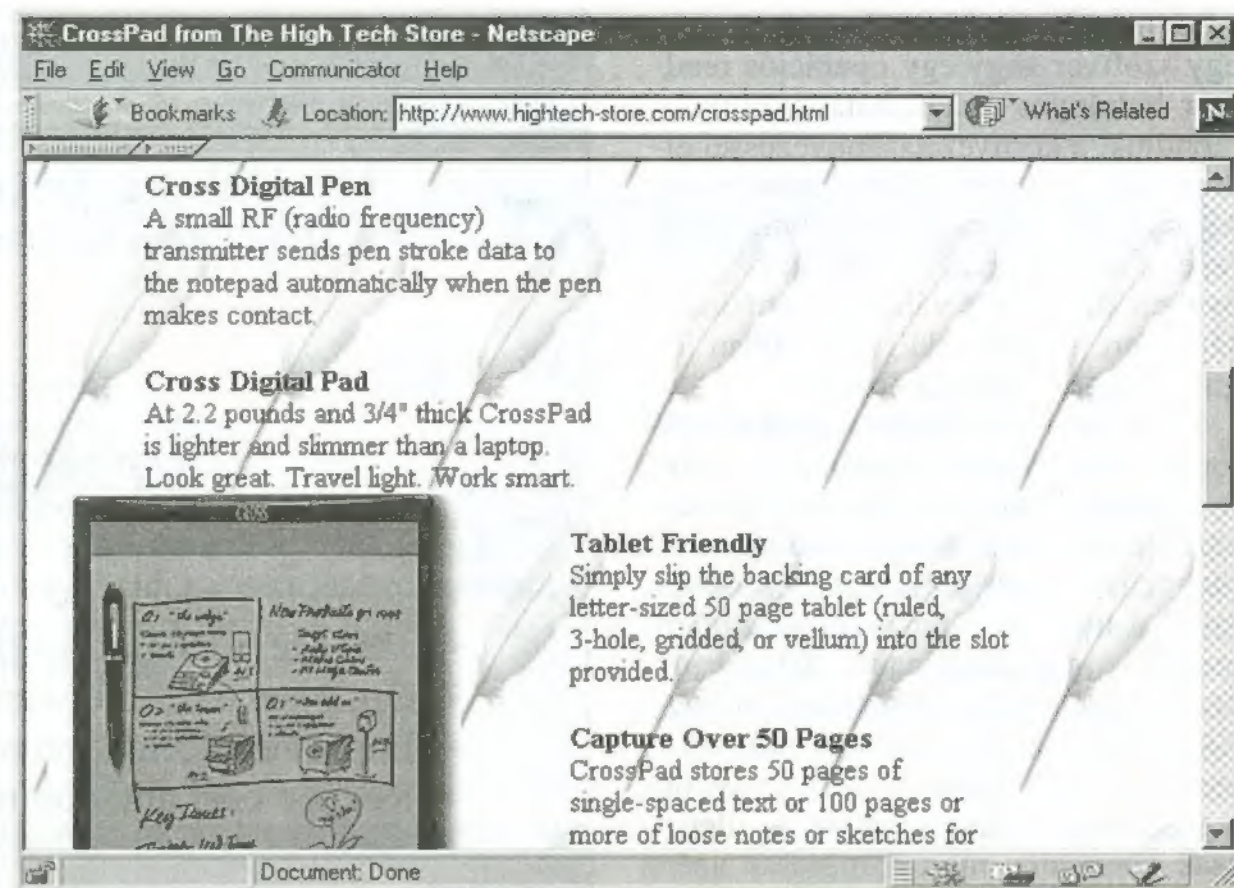 CrossPad from The High Tech Store - Netscape
File Edit View Go Communicator Help
Bookmarks Location: http://www.hightech-store.com/crosspad.html What's Related N
Cross Digital Pen
A small RF (radio frequency)
transmitter sends pen stroke data to
the notepad automatically when the pen
makes contact.
Cross Digital Pad
At 2.2 pounds and 3/4" thick CrossPad
is lighter and slimmer than a laptop.
Look great. Travel light. Work smart.
CROSS
New Products
Key Issues:
Tablet Friendly
Simply slip the backing card of any
letter-sized 50 page tablet (ruled,
3-hole, gridded, or vellum) into the slot
provided.
Capture Over 50 Pages
CrossPad stores 50 pages of
single-spaced text or 100 pages or
more of loose notes or sketches for
Document: Done